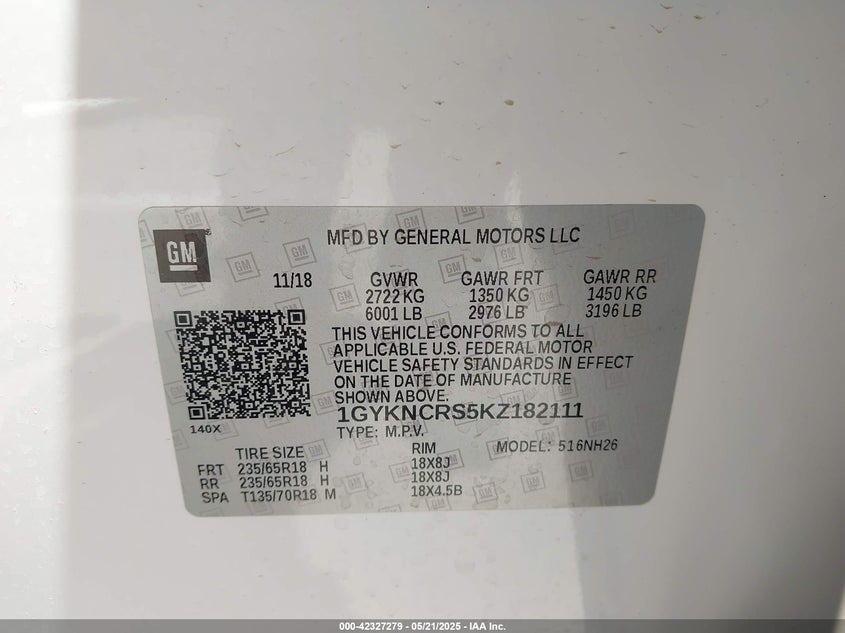 GM
MFD BY GENERAL MOTORS LLC
11/18 GVWR GAWR FRT GAWR RR
2722 KG 1350 KG 1450 KG
6001 LB 2976 LB 3196 LB
THIS VEHICLE CONFORMS TO ALL
APPLICABLE U.S. FEDERAL MOTOR
VEHICLE SAFETY STANDARDS IN EFFECT
ON THE DATE OF MANUFACTURE
SHOWN ABOVE.
1GYKNCRS5KZ182111
140X
TYPE: M.P.V. MODEL: 516NH26
TIRE SIZE RIM
FRT 235/65R18 H 18X8J
RR 235/65R18 H 18X8J
SPA T135/70R18 M 18X4.5B
000-42327279 - 05/21/2025 - IAA Inc.